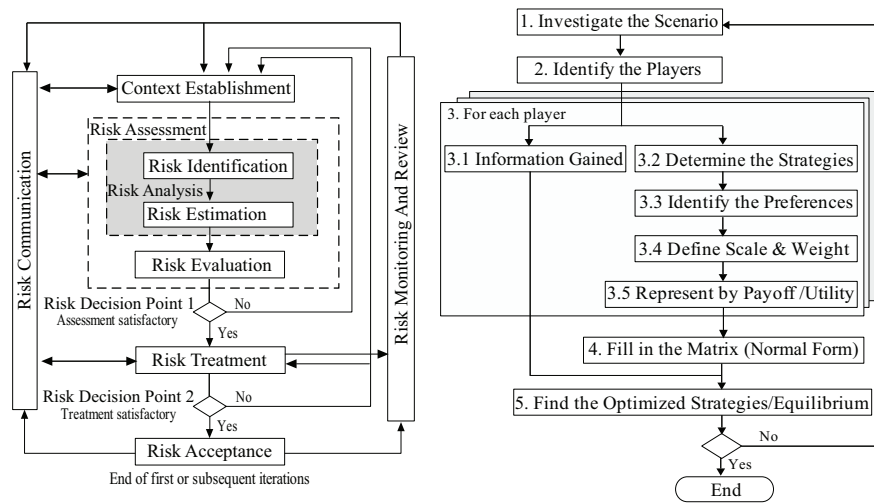 Risk Communication
Context Establishment
Risk Assessment
Risk Identification
Risk Analysis
Risk Estimation
Risk Evaluation
Risk Decision Point 1
Assessment satisfactory
No
Yes
Risk Treatment
Risk Decision Point 2
Treatment satisfactory
No
Yes
Risk Acceptance
End of first or subsequent iterations
Risk Monitoring And Review
1. Investigate the Scenario
2. Identify the Players
3. For each player
3.1 Information Gained
3.2 Determine the Strategies
3.3 Identify the Preferences
3.4 Define Scale & Weight
3.5 Represent by Payoff /Utility
4. Fill in the Matrix (Normal Form)
5. Find the Optimized Strategies/Equilibrium
No
Yes
End